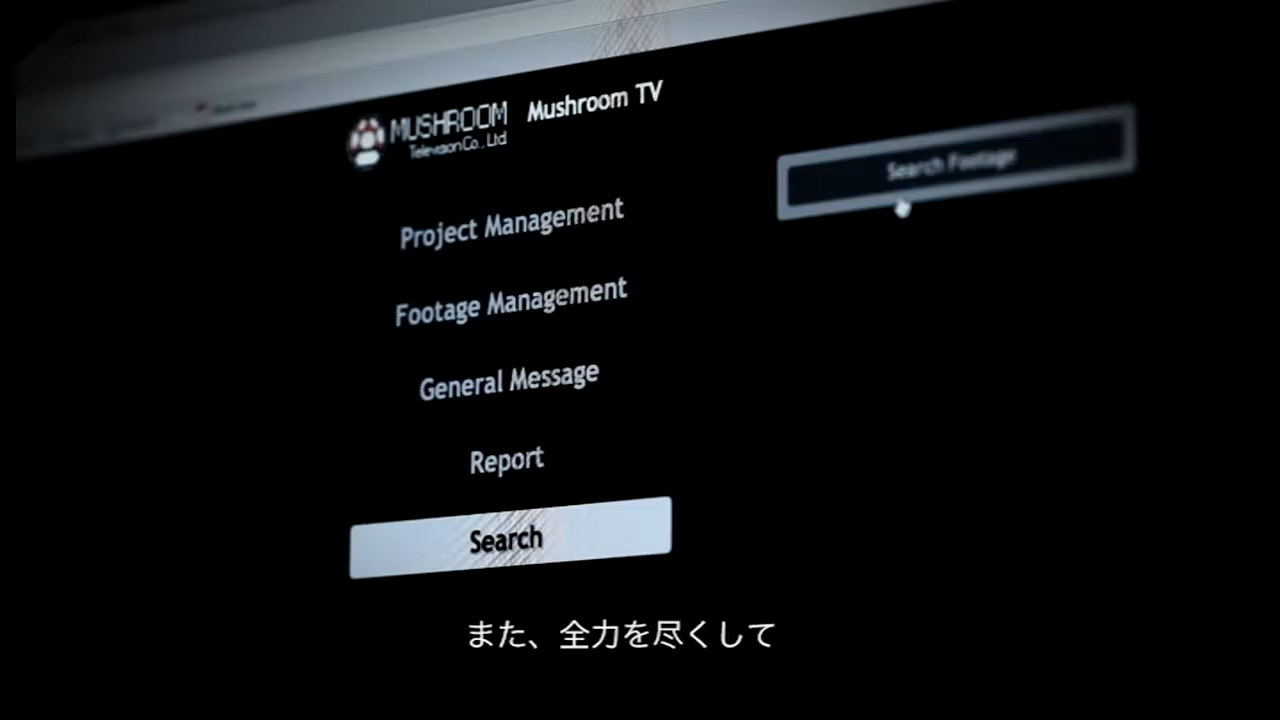 MUSHROOM
Television Co., Ltd
Mushroom TV
Search Footage
Project Management
Footage Management
General Message
Report
Search
また、全力を尽くして